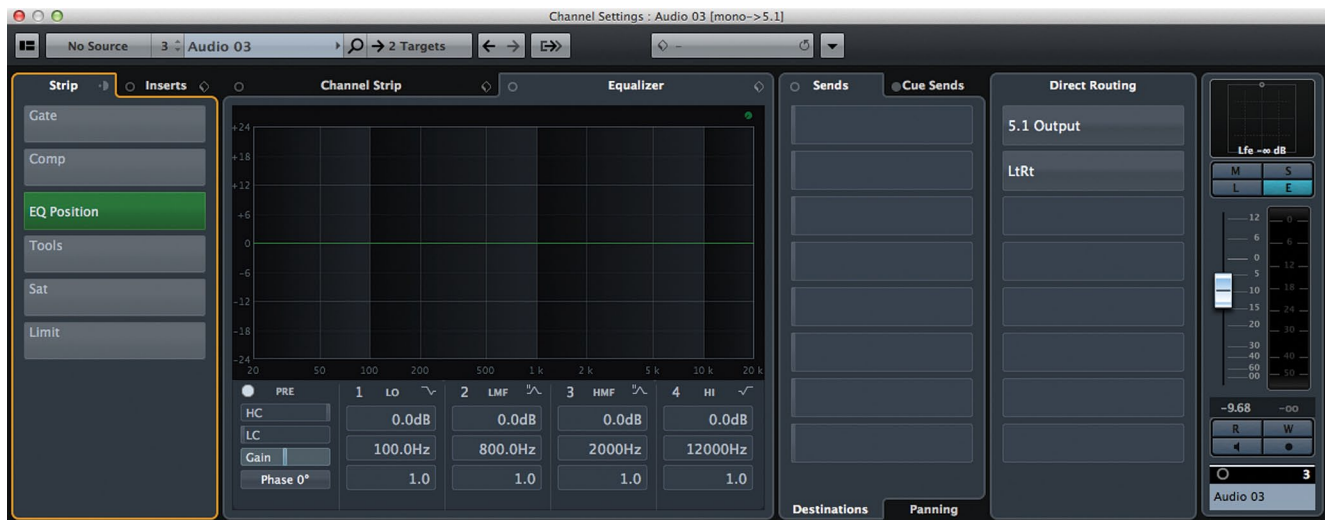 Channel Settings : Audio 03 [mono->5.1]
No Source 3 Audio 03 → 2 Targets ← → –
Strip Inserts
Gate
Comp
EQ Position
Tools
Sat
Limit
Channel Strip Equalizer
+24
+18
+12
+6
0
−6
−12
−18
−24
20 50 100 200 500 1 k 2 k 5 k 10 k 20 k
PRE 1 LO 2 LMF 3 HMF 4 HI
HC 0.0dB 0.0dB 0.0dB 0.0dB
LC
Gain 100.0Hz 800.0Hz 2000Hz 12000Hz
Phase 0° 1.0 1.0 1.0 1.0
Sends Cue Sends
Destinations Panning
Direct Routing
5.1 Output
LtRt
Lfe −∞ dB
M S
L E
12 0
6 6
0 12
5
10 18
15 24
20 30
30
40 40
60
00 50
-9.68 -oo
R W
3
Audio 03